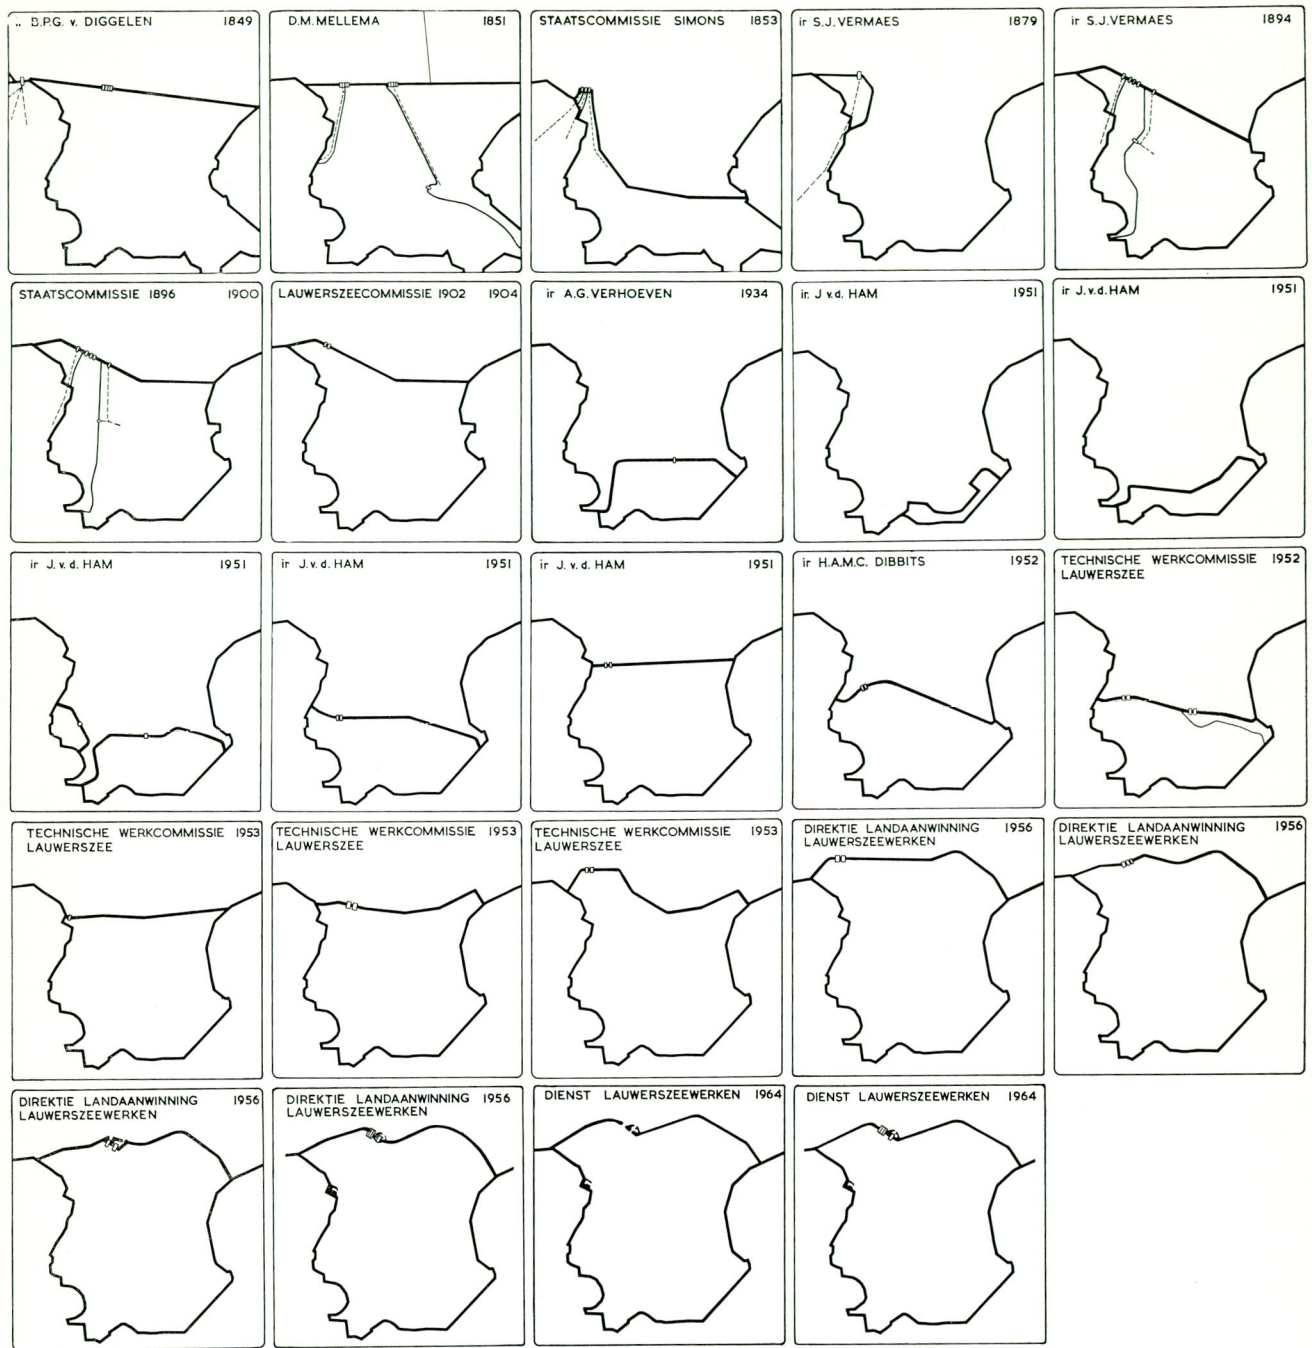 B.P.G. v. DIGGELEN 1849
D.M. MELLEMA 1851
STAATSCOMMISSIE SIMONS 1853
ir S.J. VERMAES 1879
ir S.J. VERMAES 1894
STAATSCOMMISSIE 1896 1900
LAUWERSZEECOMMISSIE 1902 1904
ir A.G. VERHOEVEN 1934
ir. J v.d. HAM 1951
ir J. v.d. HAM 1951
ir J. v.d. HAM 1951
ir J. v.d. HAM 1951
ir J. v.d. HAM 1951
ir H.A.M.C. DIBBITS 1952
TECHNISCHE WERKCOMMISSIE 1952
LAUWERSZEE
TECHNISCHE WERKCOMMISSIE 1953
LAUWERSZEE
TECHNISCHE WERKCOMMISSIE 1953
LAUWERSZEE
TECHNISCHE WERKCOMMISSIE 1953
LAUWERSZEE
DIREKTIE LANDAANWINNING 1956
LAUWERSZEEWERKEN
DIREKTIE LANDAANWINNING 1956
LAUWERSZEEWERKEN
DIREKTIE LANDAANWINNING 1956
LAUWERSZEEWERKEN
DIREKTIE LANDAANWINNING 1956
LAUWERSZEEWERKEN
DIENST LAUWERSZEEWERKEN 1964
DIENST LAUWERSZEEWERKEN 1964